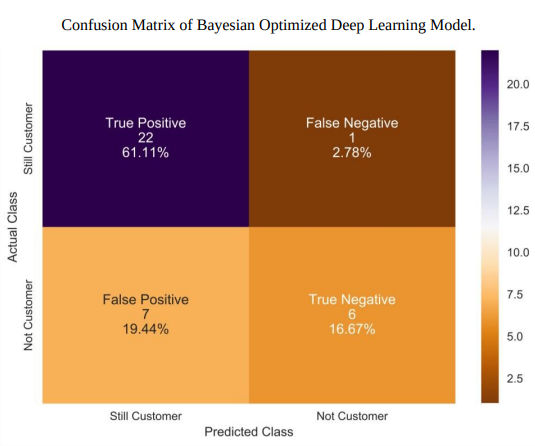 Confusion Matrix of Bayesian Optimized Deep Learning Model.
Actual Class
Still Customer
Not Customer
True Positive
22
61.11%
False Negative
1
2.78%
False Positive
7
19.44%
True Negative
6
16.67%
Still Customer
Not Customer
Predicted Class
20.0
17.5
15.0
12.5
10.0
7.5
5.0
2.5